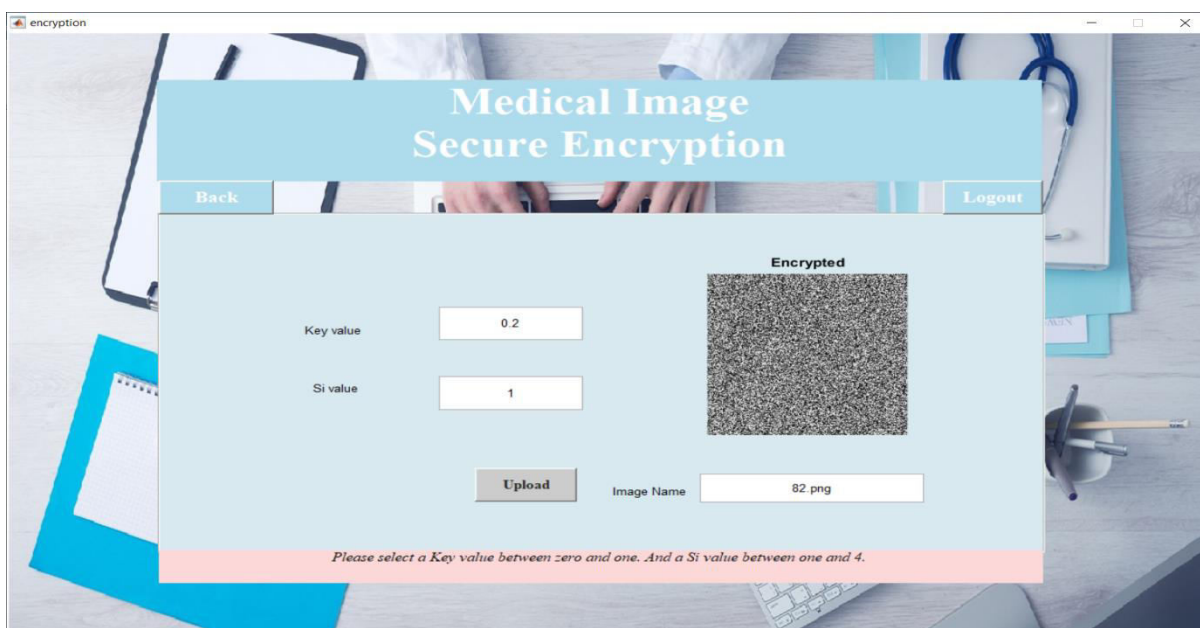 encryption
Medical Image
Secure Encryption
Back
Logout
Encrypted
Key value
0.2
Si value
1
Upload
Image Name
82.png
Please select a Key value between zero and one. And a Si value between one and 4.